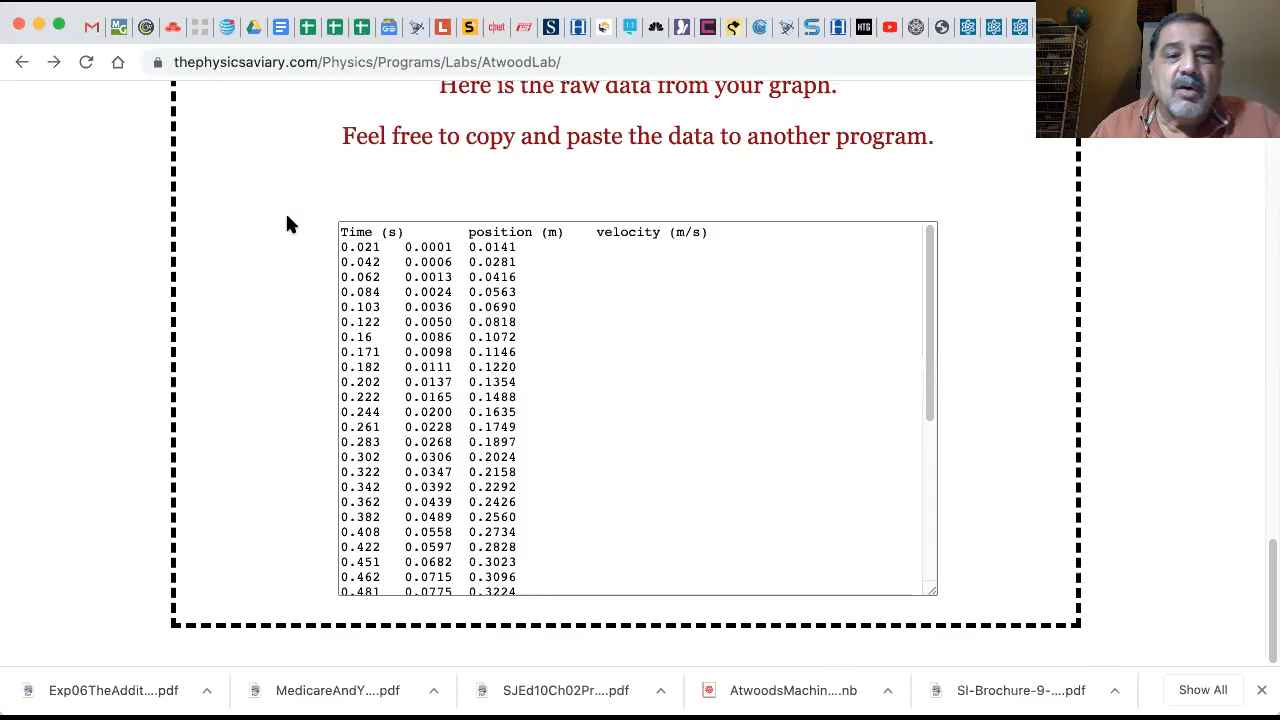 thephysicsaviary.com/Physics/Programs/Labs/AtwoodLab/
Here is the raw data from your graph.
Feel free to copy and paste the data to another program.
Time (s) position (m) velocity (m/s)
0.021 0.0001 0.0141
0.042 0.0006 0.0281
0.062 0.0013 0.0416
0.084 0.0024 0.0563
0.103 0.0036 0.0690
0.122 0.0050 0.0818
0.16 0.0086 0.1072
0.171 0.0098 0.1146
0.182 0.0111 0.1220
0.202 0.0137 0.1354
0.222 0.0165 0.1488
0.244 0.0200 0.1635
0.261 0.0228 0.1749
0.283 0.0268 0.1897
0.302 0.0306 0.2024
0.322 0.0347 0.2158
0.342 0.0392 0.2292
0.362 0.0439 0.2426
0.382 0.0489 0.2560
0.408 0.0558 0.2734
0.422 0.0597 0.2828
0.451 0.0682 0.3023
0.462 0.0715 0.3096
0.481 0.0775 0.3224
Exp06TheAddit....pdf MedicareAndY....pdf SJEd10Ch02Pr....pdf AtwoodsMachin....nb SI-Brochure-9-....pdf Show All